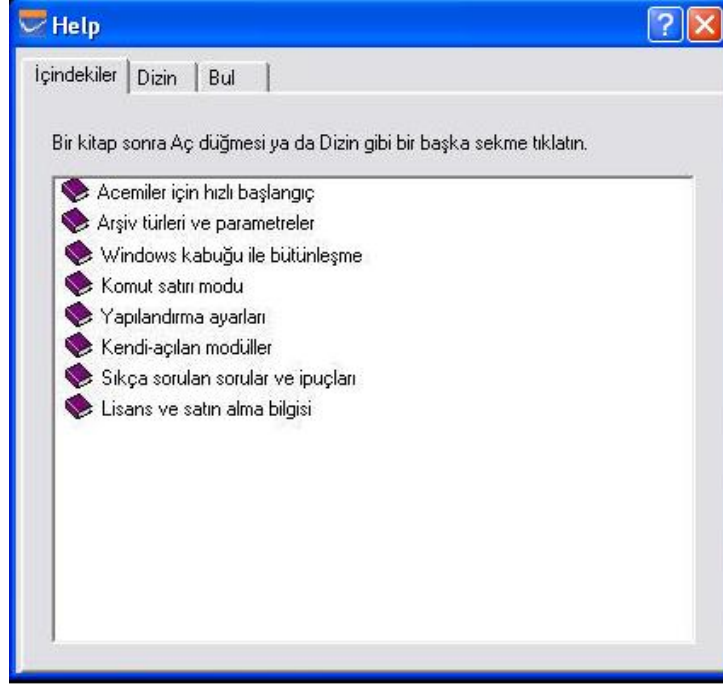 Help
İçindekiler Dizin Bul
Bir kitap sonra Aç düğmesi ya da Dizin gibi bir başka sekme tıklatın.
Acemiler için hızlı başlangıç
Arşiv türleri ve parametreler
Windows kabuğu ile bütünleşme
Komut satırı modu
Yapılandırma ayarları
Kendi-açılan modüller
Sıkça sorulan sorular ve ipuçları
Lisans ve satın alma bilgisi